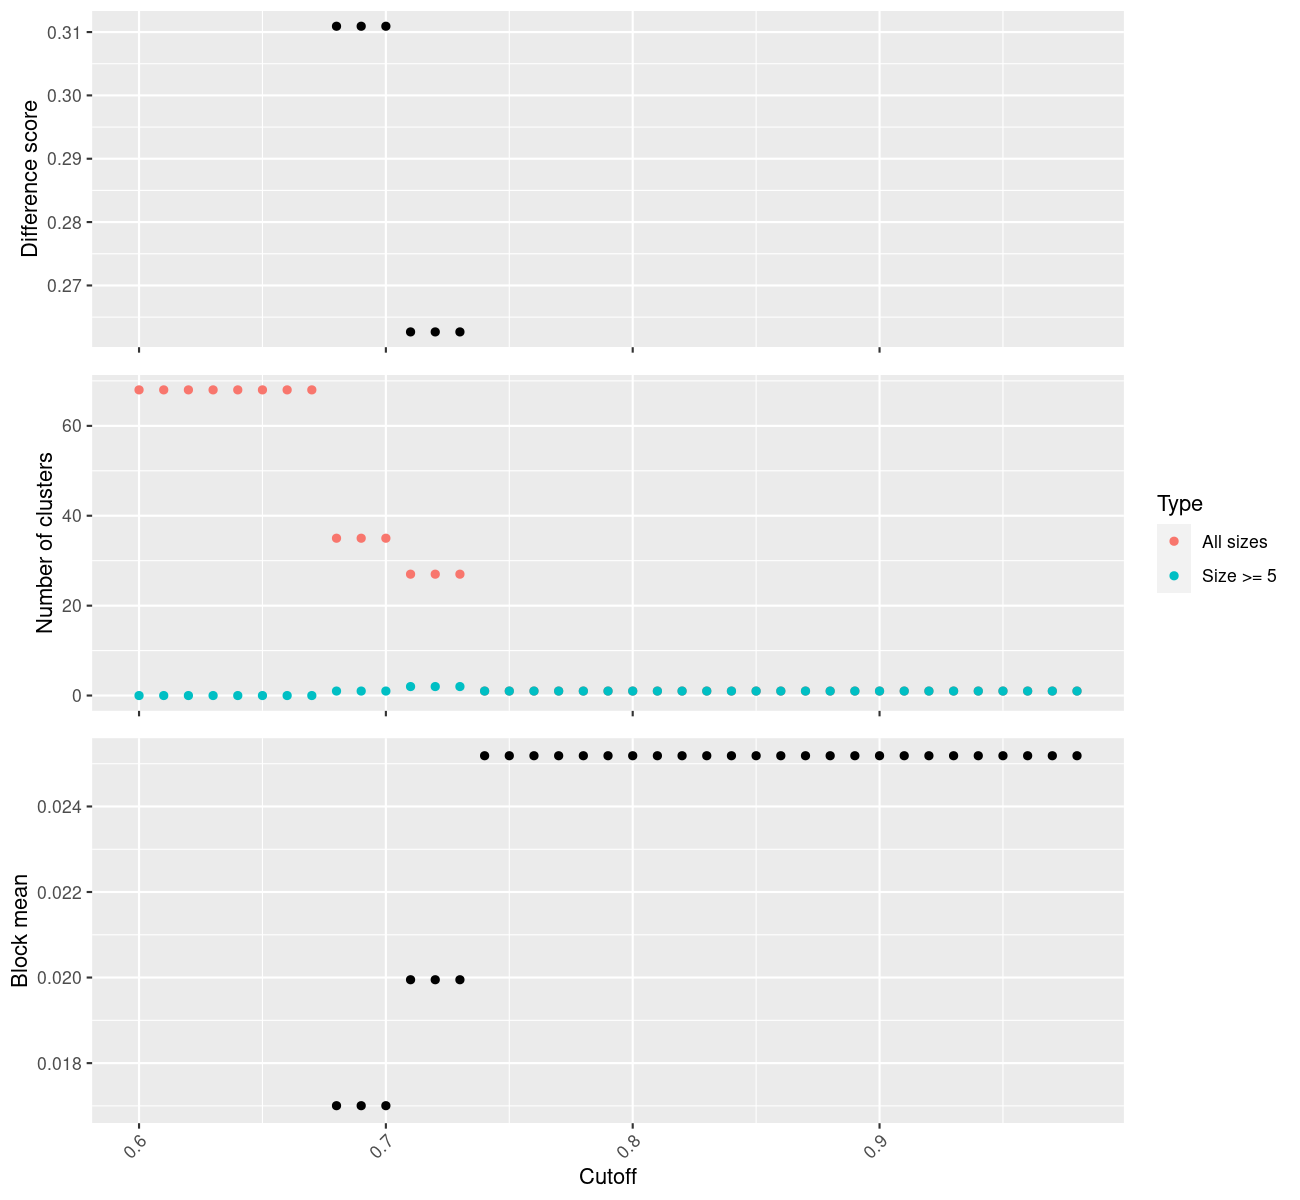 Difference score
0.31
0.30
0.29
0.28
0.27
Number of clusters
60
40
20
0
Type
All sizes
Size >= 5
Block mean
0.024
0.022
0.020
0.018
0.6
0.7
0.8
0.9
Cutoff